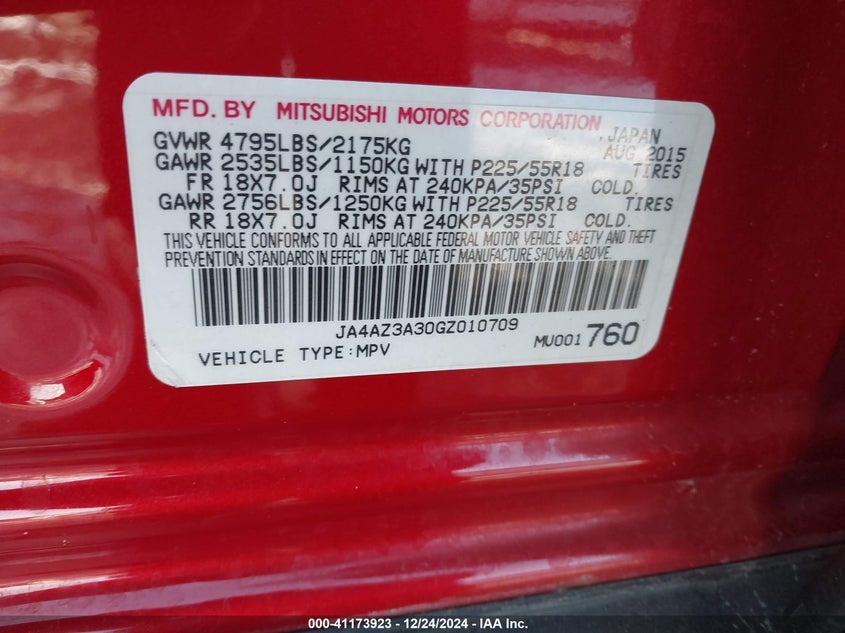 MFD. BY MITSUBISHI MOTORS CORPORATION
JAPAN
GVWR 4795LBS/2175KG AUG 2015
GAWR 2535LBS/1150KG WITH P225/55R18 TIRES
FR 18X7.0J RIMS AT 240KPA/35PSI COLD.
GAWR 2756LBS/1250KG WITH P225/55R18 TIRES
RR 18X7.0J RIMS AT 240KPA/35PSI COLD.
THIS VEHICLE CONFORMS TO ALL APPLICABLE FEDERAL MOTOR VEHICLE SAFETY AND THEFT
PREVENTION STANDARDS IN EFFECT ON THE DATE OF MANUFACTURE SHOWN ABOVE.
JA4AZ3A30GZ010709
VEHICLE TYPE:MPV MU001 760
000-41173923 - 12/24/2024 - IAA Inc.